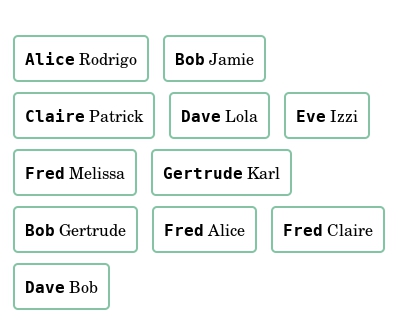 Alice Rodrigo Bob Jamie
Claire Patrick Dave Lola Eve Izzi
Fred Melissa Gertrude Karl
Bob Gertrude Fred Alice Fred Claire
Dave Bob